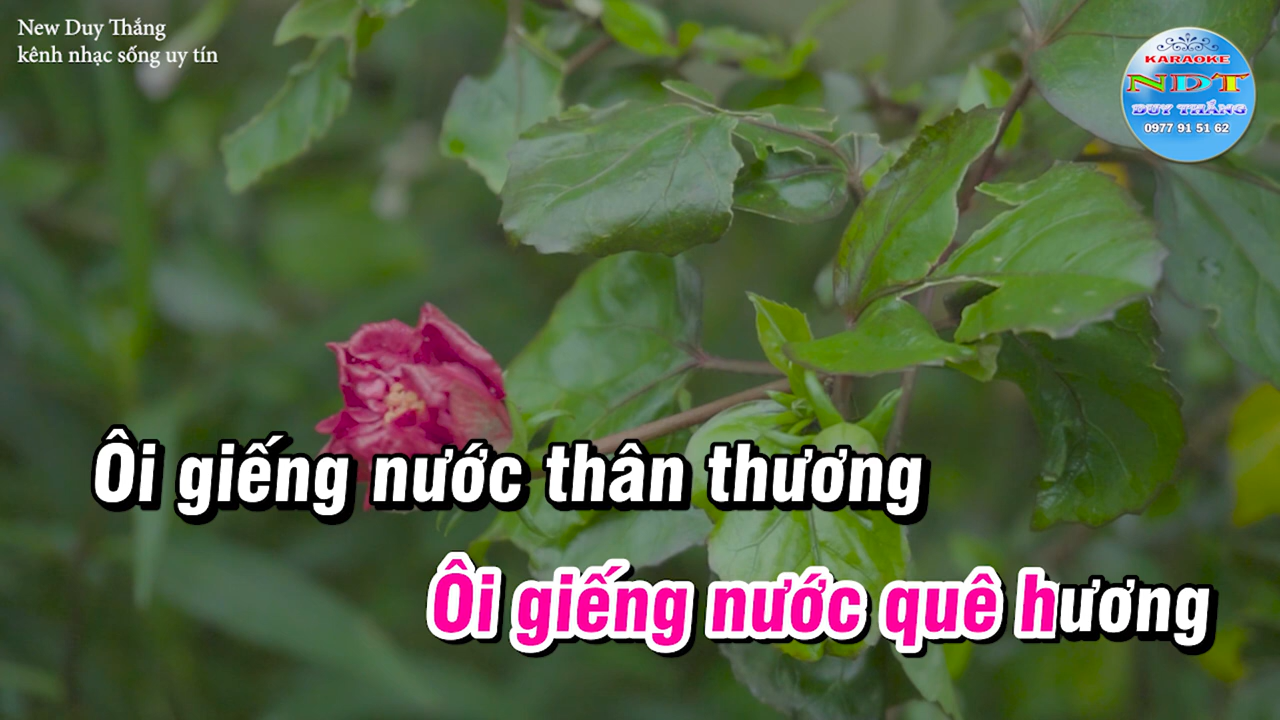 New Duy Thắng
kênh nhạc sống uy tín
KARAOKE
NDT
DUY THẮNG
0977 91 51 62
Ôi giếng nước thân thương
Ôi giếng nước quê hương